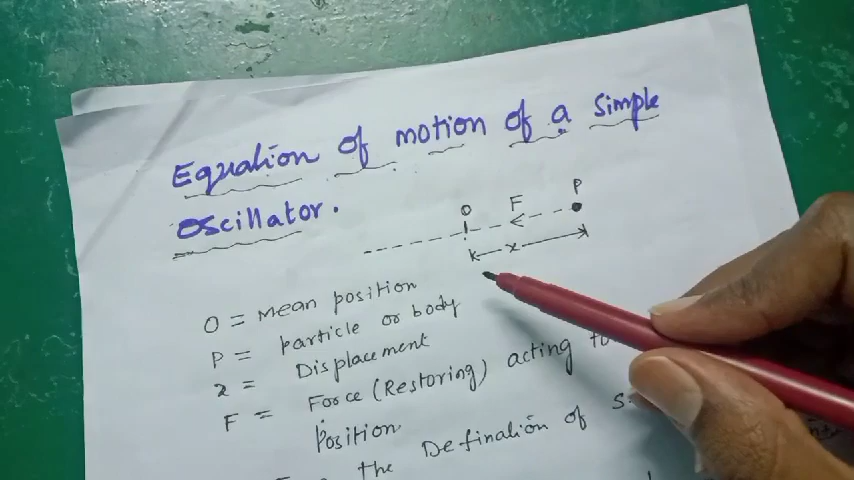 Equation of motion of a simple
oscillator.
O F P
x
O = Mean position
P = particle or body
x = Displacement
F = Force (Restoring) acting
Position
the Defination of